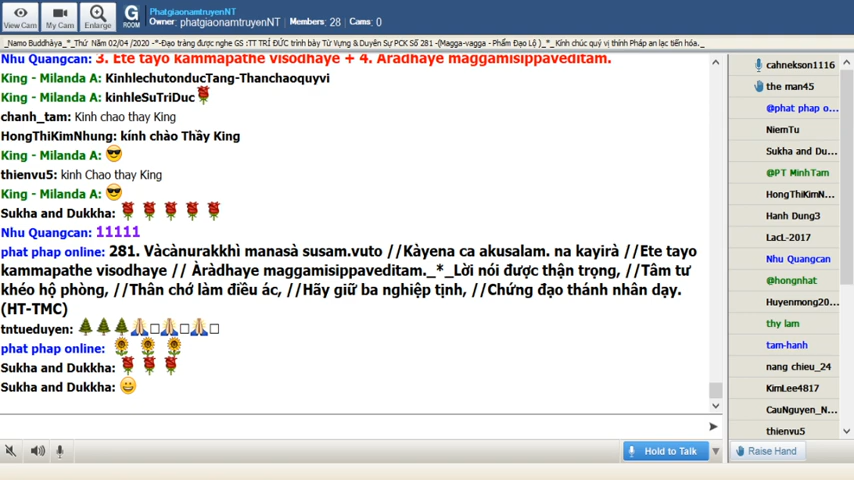 PhatgiaonamtruyenNT
Owner: phatgiaonamtruyenNT | Members: 28 | Cams: 0
View Cam
My Cam
Enlarge
G
ROOM
_Namo Buddhàya_*_Thứ Năm 02/04 /2020 -*-Đạo tràng được nghe GS :TT TRÍ ĐỨC trình bày Từ Vựng & Duyên Sự PCK Số 281 -(Magga-vagga - Phẩm Đạo Lộ )_*_ Kính chúc quý vị thính Pháp an lạc tiến hóa._
Nhu Quangcan: 3. Ete tayo kammapathe visodhaye + 4. Ārādhaye maggamisippaveditaṃ.
King - Milanda A: KinhlechutonducTang-Thanchaoquyvi
King - Milanda A: kinhleSuTriDuc
chanh_tam: Kinh chao thay King
HongThiKimNhung: kính chào Thầy King
King - Milanda A:
thienvu5: kinh Chao thay King
King - Milanda A:
Sukha and Dukkha:
Nhu Quangcan: 11111
phat phap online: 281. Vàcànurakkhì manasà susam.vuto //Kàyena ca akusalam. na kayirà //Ete tayo
kammapathe visodhaye // Àràdhaye maggamisippaveditam._*_Lời nói được thận trọng, //Tâm tư
khéo hộ phòng, //Thân chớ làm điều ác, //Hãy giữ ba nghiệp tịnh, //Chứng đạo thánh nhân dạy.
(HT-TMC)
tntueduyen:
phat phap online:
Sukha and Dukkha:
Sukha and Dukkha:
cahnekson1116
the man45
@phat phap o...
NiemTu
Sukha and Du...
@PT MinhTam
HongThiKimN...
Hanh Dung3
LacL-2017
Nhu Quangcan
@hongnhat
Huyenmong20...
thy lam
tam-hanh
nang chieu_24
KimLee4817
CauNguyen_N...
thienvu5
Hold to Talk
Raise Hand